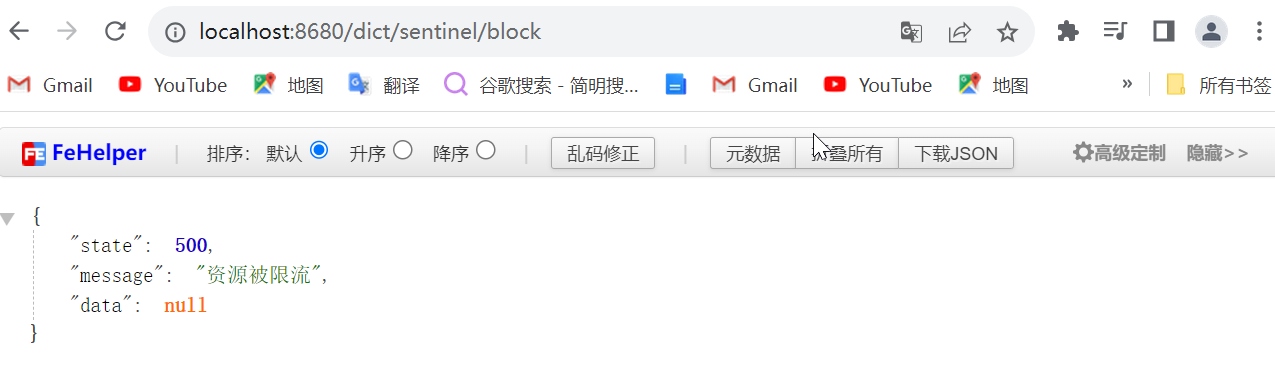 localhost:8680/dict/sentinel/block
Gmail YouTube 地图 翻译 谷歌搜索 - 简明搜... Gmail YouTube 地图 » 所有书签
FE FeHelper 排序: 默认 升序 降序 乱码修正 元数据 叠所有 下载JSON 高级定制 隐藏>>
{
"state": 500,
"message": "资源被限流",
"data": null
}